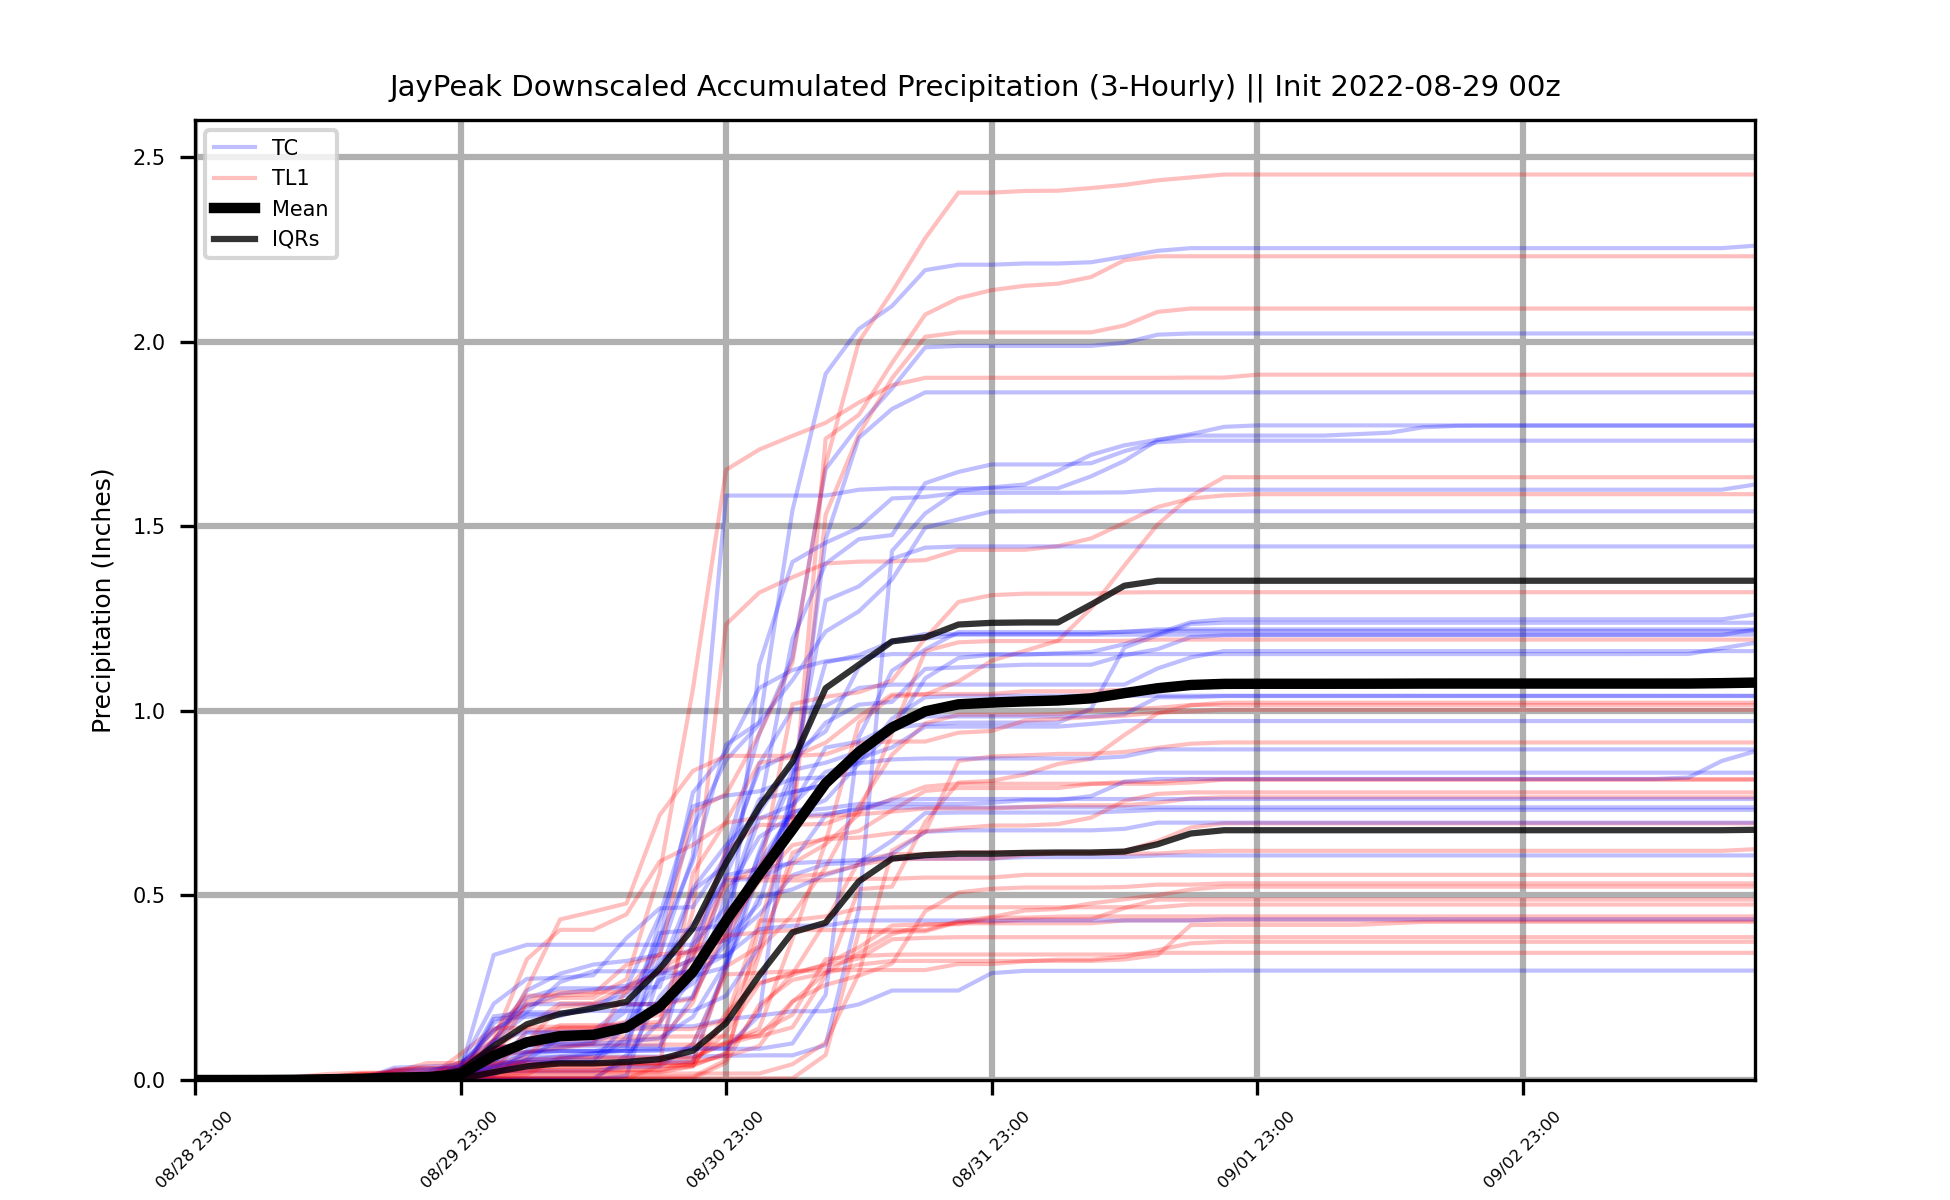 JayPeak Downscaled Accumulated Precipitation (3-Hourly) || Init 2022-08-29 00z
TC
TL1
Mean
IQRs
Precipitation (Inches)
2.5
2.0
1.5
1.0
0.5
0.0
08/28 23:00
08/29 23:00
08/30 23:00
08/31 23:00
09/01 23:00
09/02 23:00